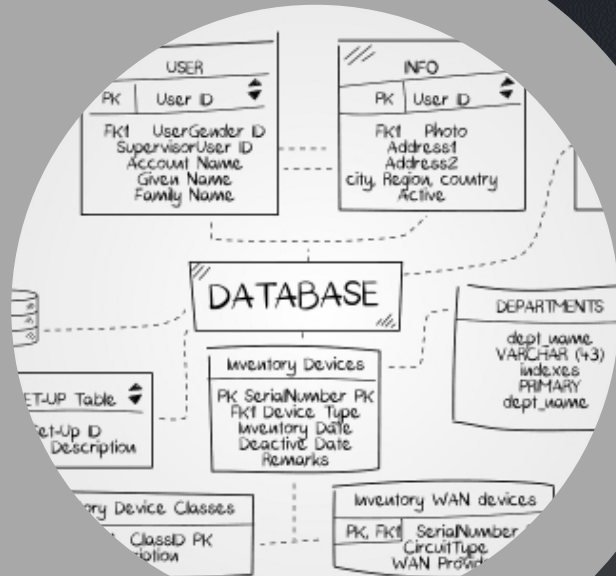 USER
PK User ID
FK1 UserGender ID
SupervisorUser ID
Account Name
Given Name
Family Name
INFO
PK User ID
FK1 Photo
Address1
Address2
city, Region, country
Active
DATABASE
DEPARTMENTS
dept_name
VARCHAR (43)
indexes
PRIMARY
dept_name
Inventory Devices
PK SerialNumber PK
FK1 Device Type
Inventory Date
Deactive Date
Remarks
ET-UP Table
Set-Up ID
Description
ory Device Classes
ClassID PK
Inventory WAN devices
PK, FK1 SerialNumber
CircuitType
WAN Provid